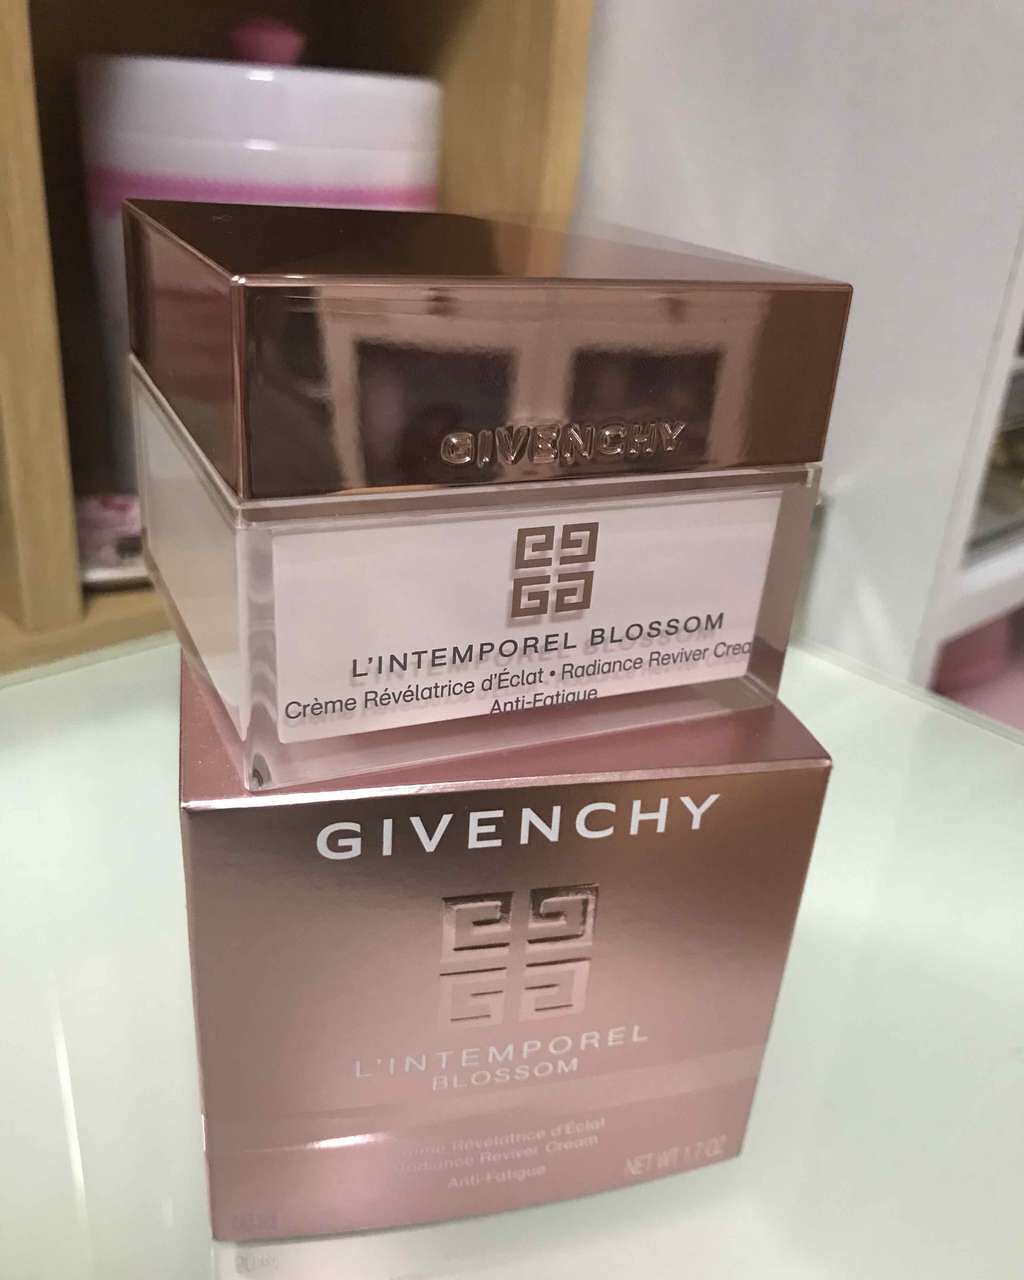 GIVENCHY
L'INTEMPOREL BLOSSOM
Crème Révélatrice d'Éclat • Radiance Reviver
Anti-Fatigue
GIVENCHY
L'INTEMPOREL
BLOSSOM
Révélatrice d'Éclat
Radiance Reviver Cream
Anti-Fatigue
NET WT 1.7 OZ